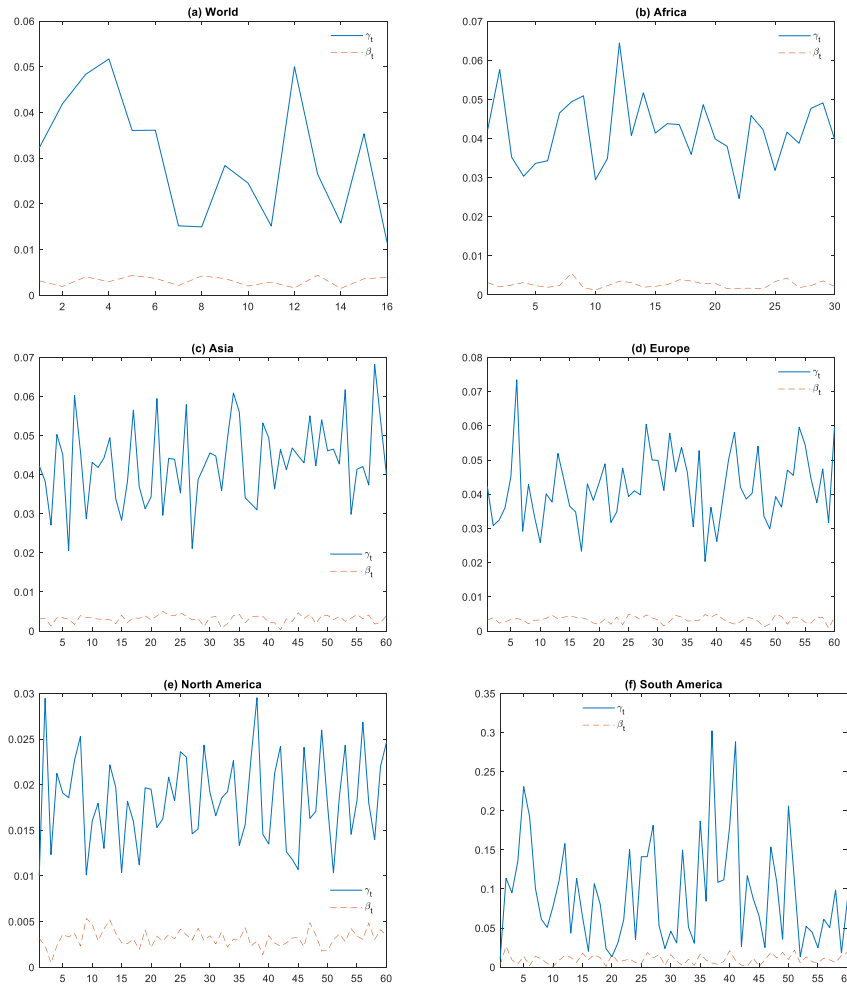 (a) World
0.06
0.05
0.04
0.03
0.02
0.01
0
2 4 6 8 10 12 14 16
γt
βt
(b) Africa
0.07
0.06
0.05
0.04
0.03
0.02
0.01
0
5 10 15 20 25 30
γt
βt
(c) Asia
0.07
0.06
0.05
0.04
0.03
0.02
0.01
0
5 10 15 20 25 30 35 40 45 50 55 60
γt
βt
(d) Europe
0.08
0.07
0.06
0.05
0.04
0.03
0.02
0.01
0
5 10 15 20 25 30 35 40 45 50 55 60
γt
βt
(e) North America
0.03
0.025
0.02
0.015
0.01
0.005
0
5 10 15 20 25 30 35 40 45 50 55 60
γt
βt
(f) South America
0.35
0.3
0.25
0.2
0.15
0.1
0.05
0
5 10 15 20 25 30 35 40 45 50 55 60
γt
βt